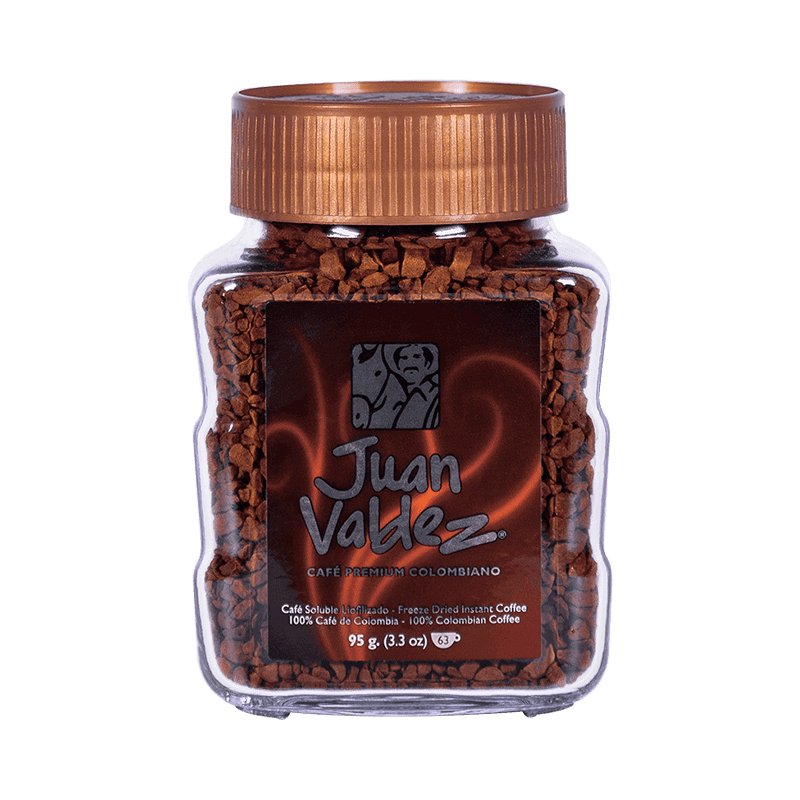 Juan
Valdez®
CAFÉ PREMIUM COLOMBIANO
Café Soluble Liofilizado - Freeze Dried Instant Coffee
100% Café de Colombia - 100% Colombian Coffee
95 g. (3.3 oz) 63